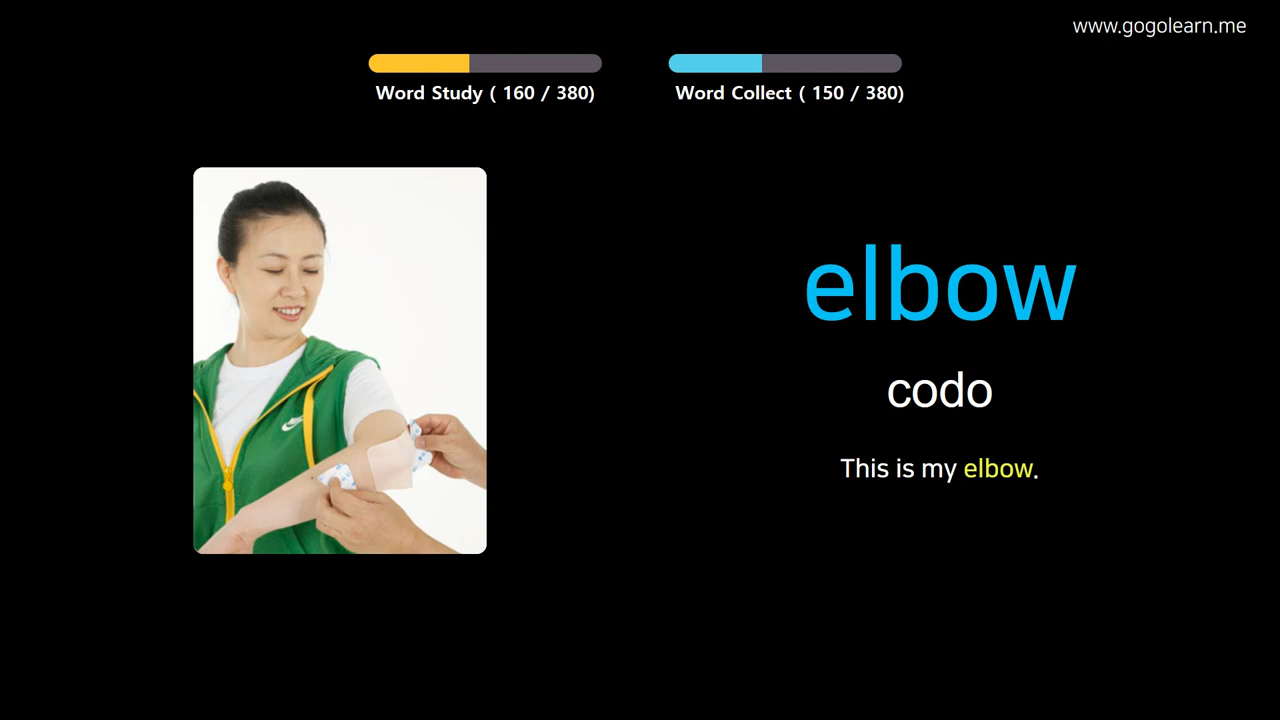 www.gogolearn.me
Word Study ( 160 / 380)
Word Collect ( 150 / 380)
elbow
codo
This is my elbow.